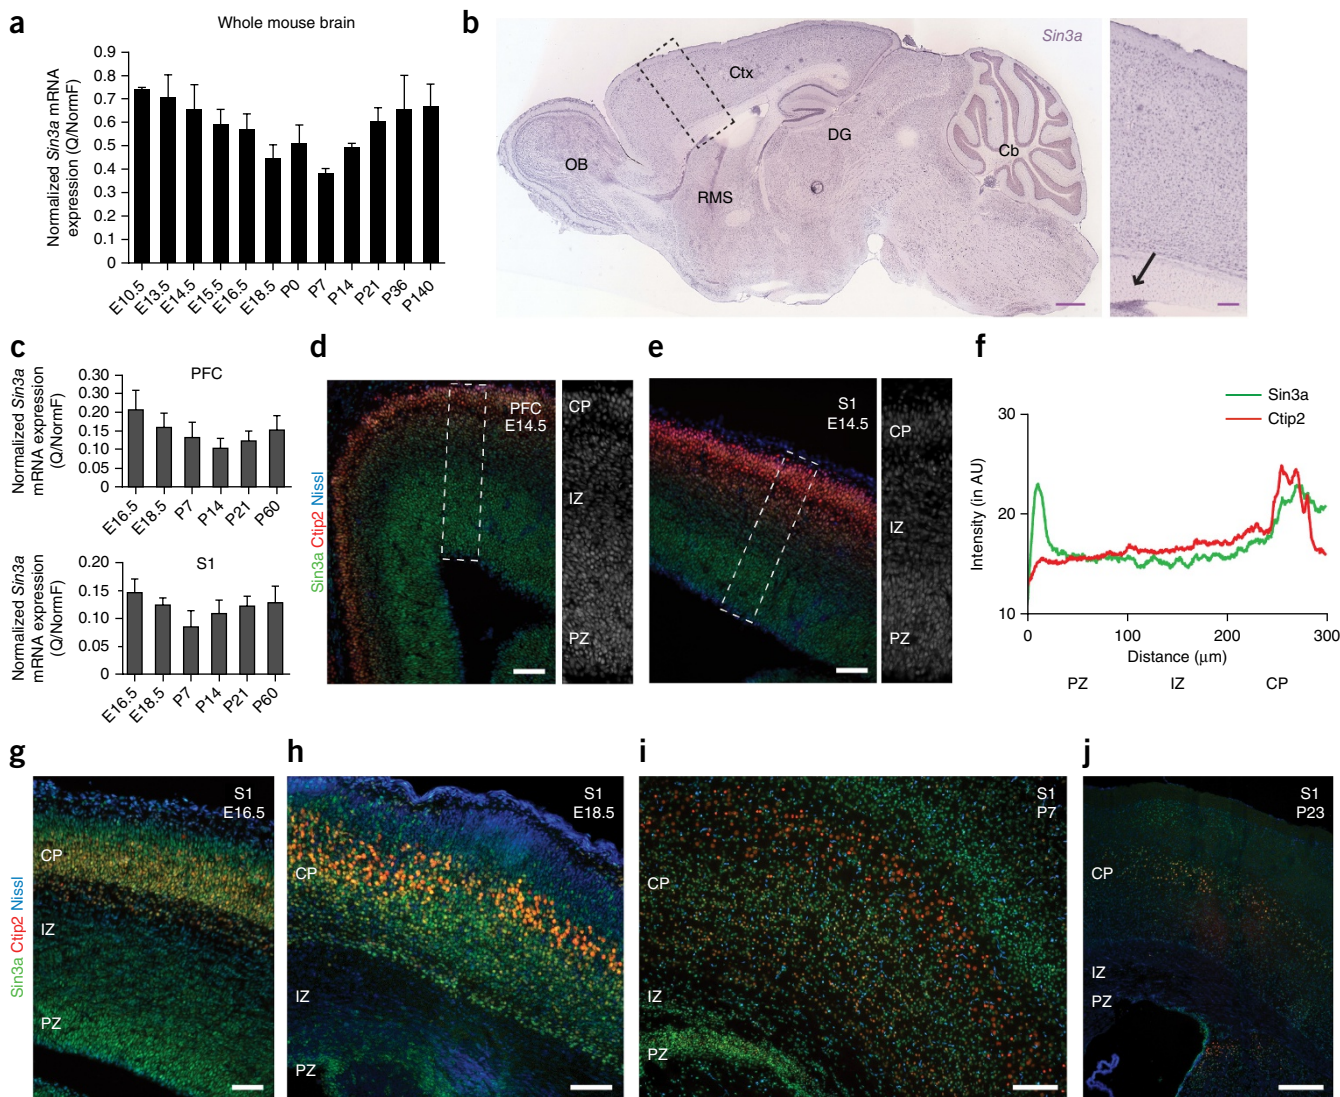 a
Whole mouse brain
Normalized Sin3a mRNA
expression (Q/NormF)
0.9
0.8
0.7
0.6
0.5
0.4
0.3
0.2
0.1
0
E10.5
E13.5
E14.5
E15.5
E16.5
E18.5
P0
P7
P14
P21
P36
P140
b
Sin3a
Ctx
DG
OB
RMS
Cb
c
PFC
Normalized Sin3a
mRNA expression
(Q/NormF)
0.30
0.25
0.20
0.15
0.10
0.05
0
E16.5
E18.5
P7
P14
P21
P60
S1
Normalized Sin3a
mRNA expression
(Q/NormF)
0.20
0.15
0.10
0.05
0
E16.5
E18.5
P7
P14
P21
P60
d
Sin3a Ctip2 Nissl
PFC
E14.5
CP
IZ
PZ
e
S1
E14.5
CP
IZ
PZ
f
Sin3a
Ctip2
Intensity (in AU)
30
20
10
0
100
200
300
Distance (µm)
PZ
IZ
CP
g
Sin3a Ctip2 Nissl
S1
E16.5
CP
IZ
PZ
h
S1
E18.5
CP
IZ
PZ
i
S1
P7
CP
IZ
PZ
j
S1
P23
CP
IZ
PZ